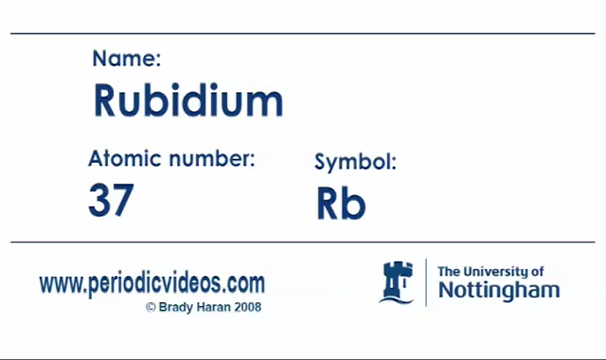 Name:
Rubidium
Atomic number:
37
Symbol:
Rb
www.periodicvideos.com
© Brady Haran 2008
The University of
Nottingham